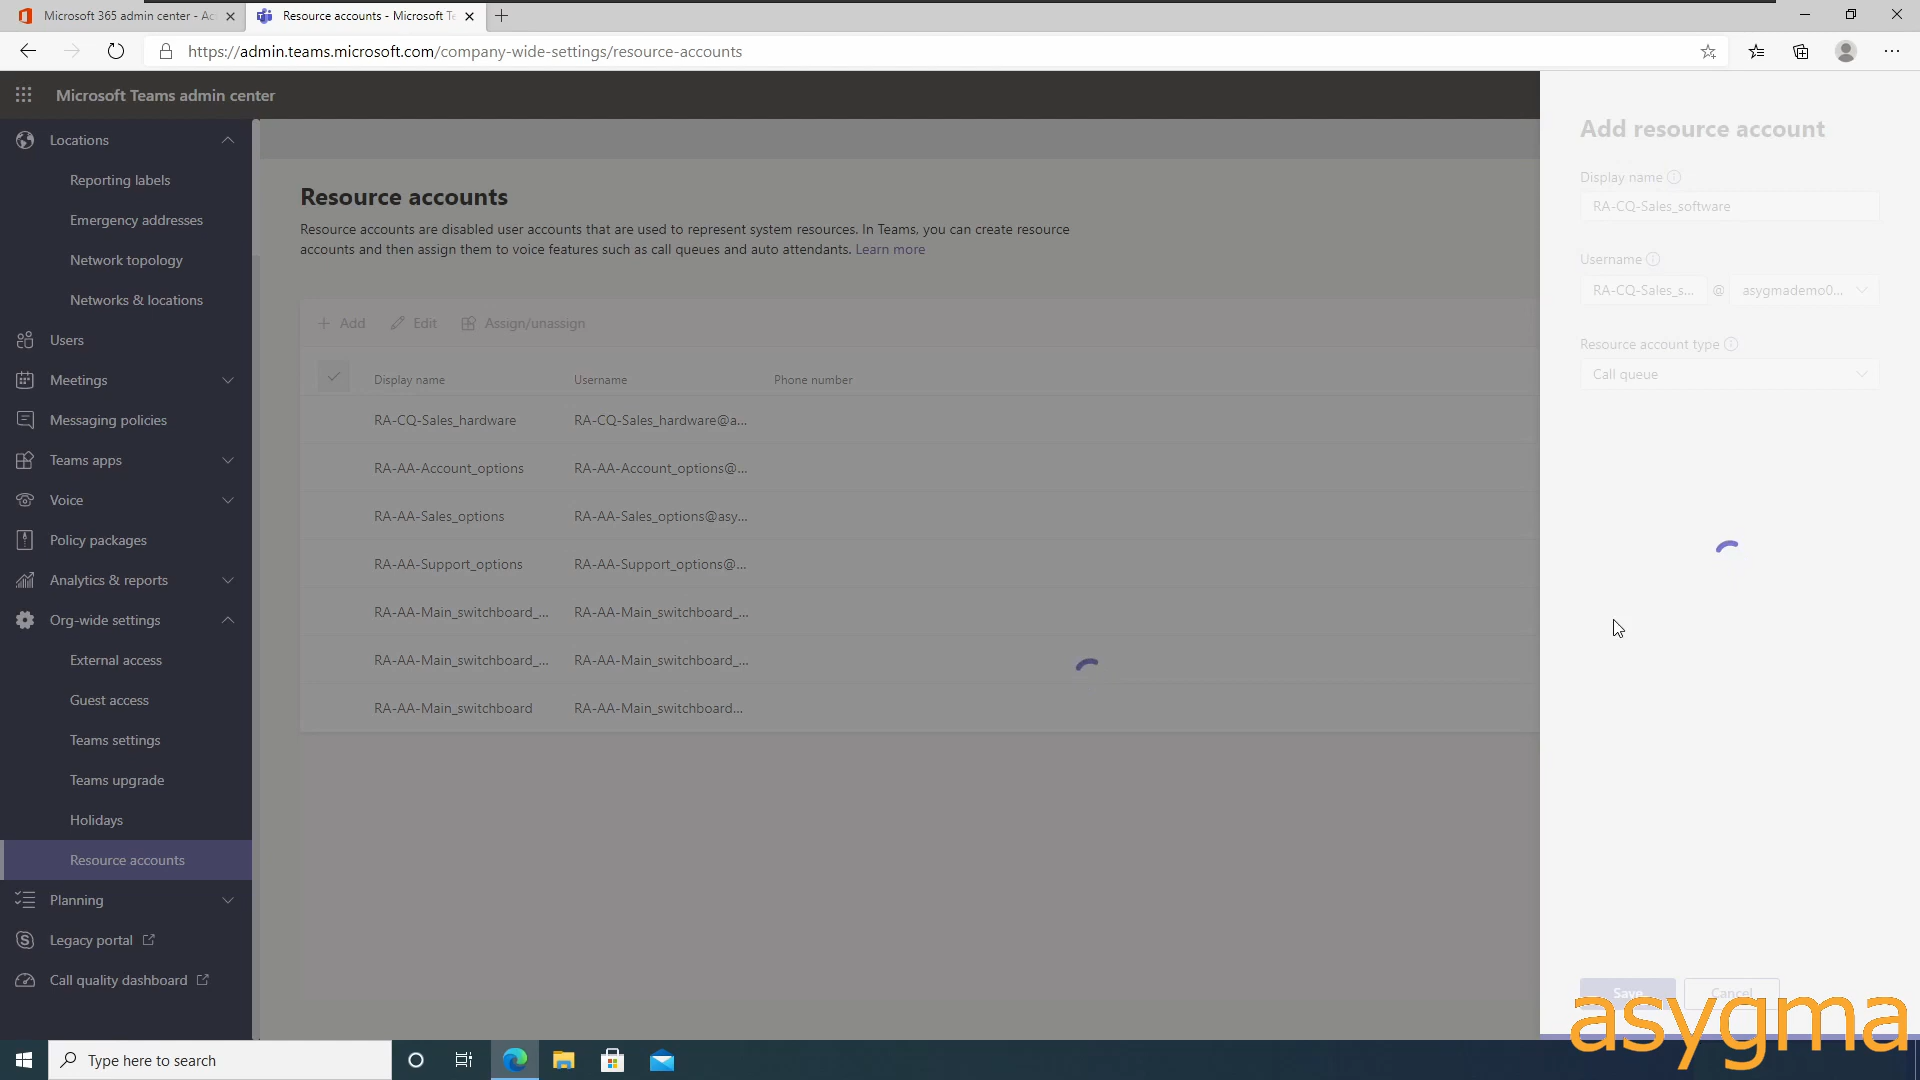 Microsoft 365 admin center - Ac
Resource accounts - Microsoft Te
https://admin.teams.microsoft.com/company-wide-settings/resource-accounts
Microsoft Teams admin center
Locations
Reporting labels
Emergency addresses
Network topology
Networks & locations
Users
Meetings
Messaging policies
Teams apps
Voice
Policy packages
Analytics & reports
Org-wide settings
External access
Guest access
Teams settings
Teams upgrade
Holidays
Resource accounts
Planning
Legacy portal
Call quality dashboard
Resource accounts
Resource accounts are disabled user accounts that are used to represent system resources. In Teams, you can create resource
accounts and then assign them to voice features such as call queues and auto attendants. Learn more
Add Edit Assign/unassign
Display name Username Phone number
RA-CQ-Sales_hardware RA-CQ-Sales_hardware@a...
RA-AA-Account_options RA-AA-Account_options@...
RA-AA-Sales_options RA-AA-Sales_options@asy...
RA-AA-Support_options RA-AA-Support_options@...
RA-AA-Main_switchboard_... RA-AA-Main_switchboard_...
RA-AA-Main_switchboard_... RA-AA-Main_switchboard_...
RA-AA-Main_switchboard RA-AA-Main_switchboard...
Add resource account
Display name
RA-CQ-Sales_software
Username
RA-CQ-Sales_s... @ asygmademo0...
Resource account type
Call queue
Save Cancel
asygma
Type here to search